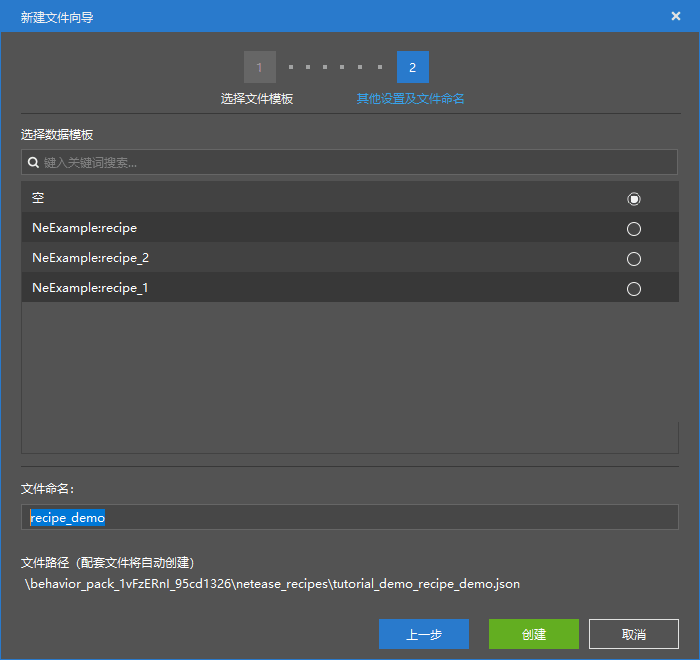 新建文件向导
1
2
选择文件模板
其他设置及文件命名
选择数据模板
键入关键词搜索...
空
NeExample:recipe
NeExample:recipe_2
NeExample:recipe_1
文件命名：
recipe_demo
文件路径（配套文件将自动创建）
\behavior_pack_1vFzERnI_95cd1326\netease_recipes\tutorial_demo_recipe_demo.json
上一步
创建
取消